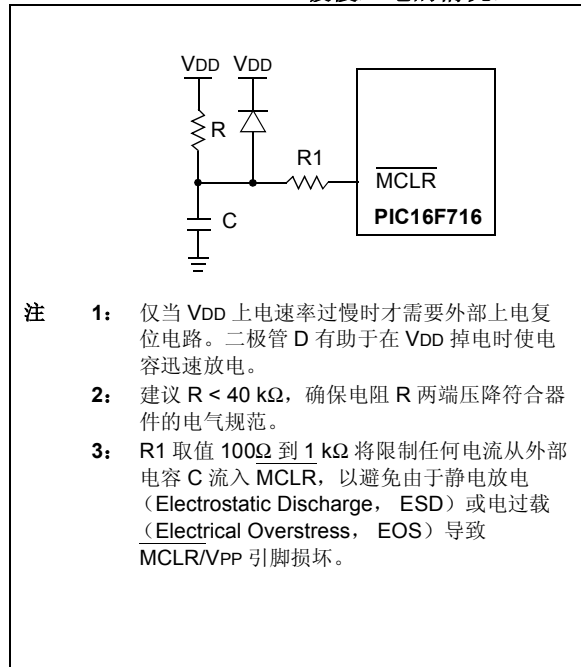 VDD VDD
R
R1
MCLR
PIC16F716
C
注 1： 仅当 VDD 上电速率过慢时才需要外部上电复
位电路。二极管 D 有助于在 VDD 掉电时使电
容迅速放电。
2： 建议 R < 40 kΩ，确保电阻 R 两端压降符合器
件的电气规范。
3： R1 取值 100Ω 到 1 kΩ 将限制任何电流从外部
电容 C 流入 MCLR，以避免由于静电放电
（Electrostatic Discharge， ESD）或电过载
（Electrical Overstress， EOS）导致
MCLR/VPP 引脚损坏。